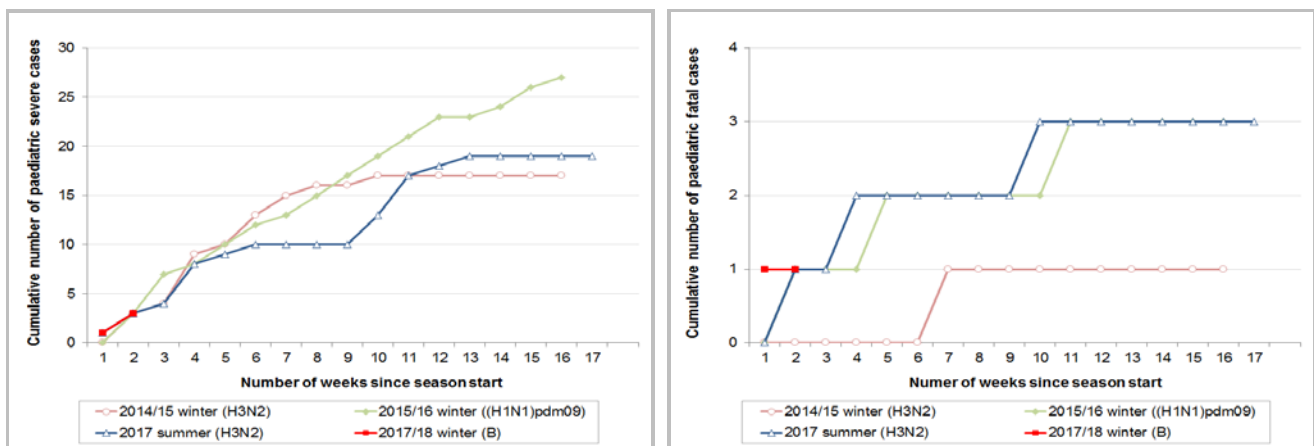 Cumulative number of paediatric severe cases
30
25
20
15
10
5
0
1 2 3 4 5 6 7 8 9 10 11 12 13 14 15 16 17
Number of weeks since season start
2014/15 winter (H3N2)
2015/16 winter ((H1N1)pdm09)
2017 summer (H3N2)
2017/18 winter (B)
Cumulative number of paediatric fatal cases
4
3
2
1
0
1 2 3 4 5 6 7 8 9 10 11 12 13 14 15 16 17
Numer of weeks since season start
2014/15 winter (H3N2)
2015/16 winter ((H1N1)pdm09)
2017 summer (H3N2)
2017/18 winter (B)